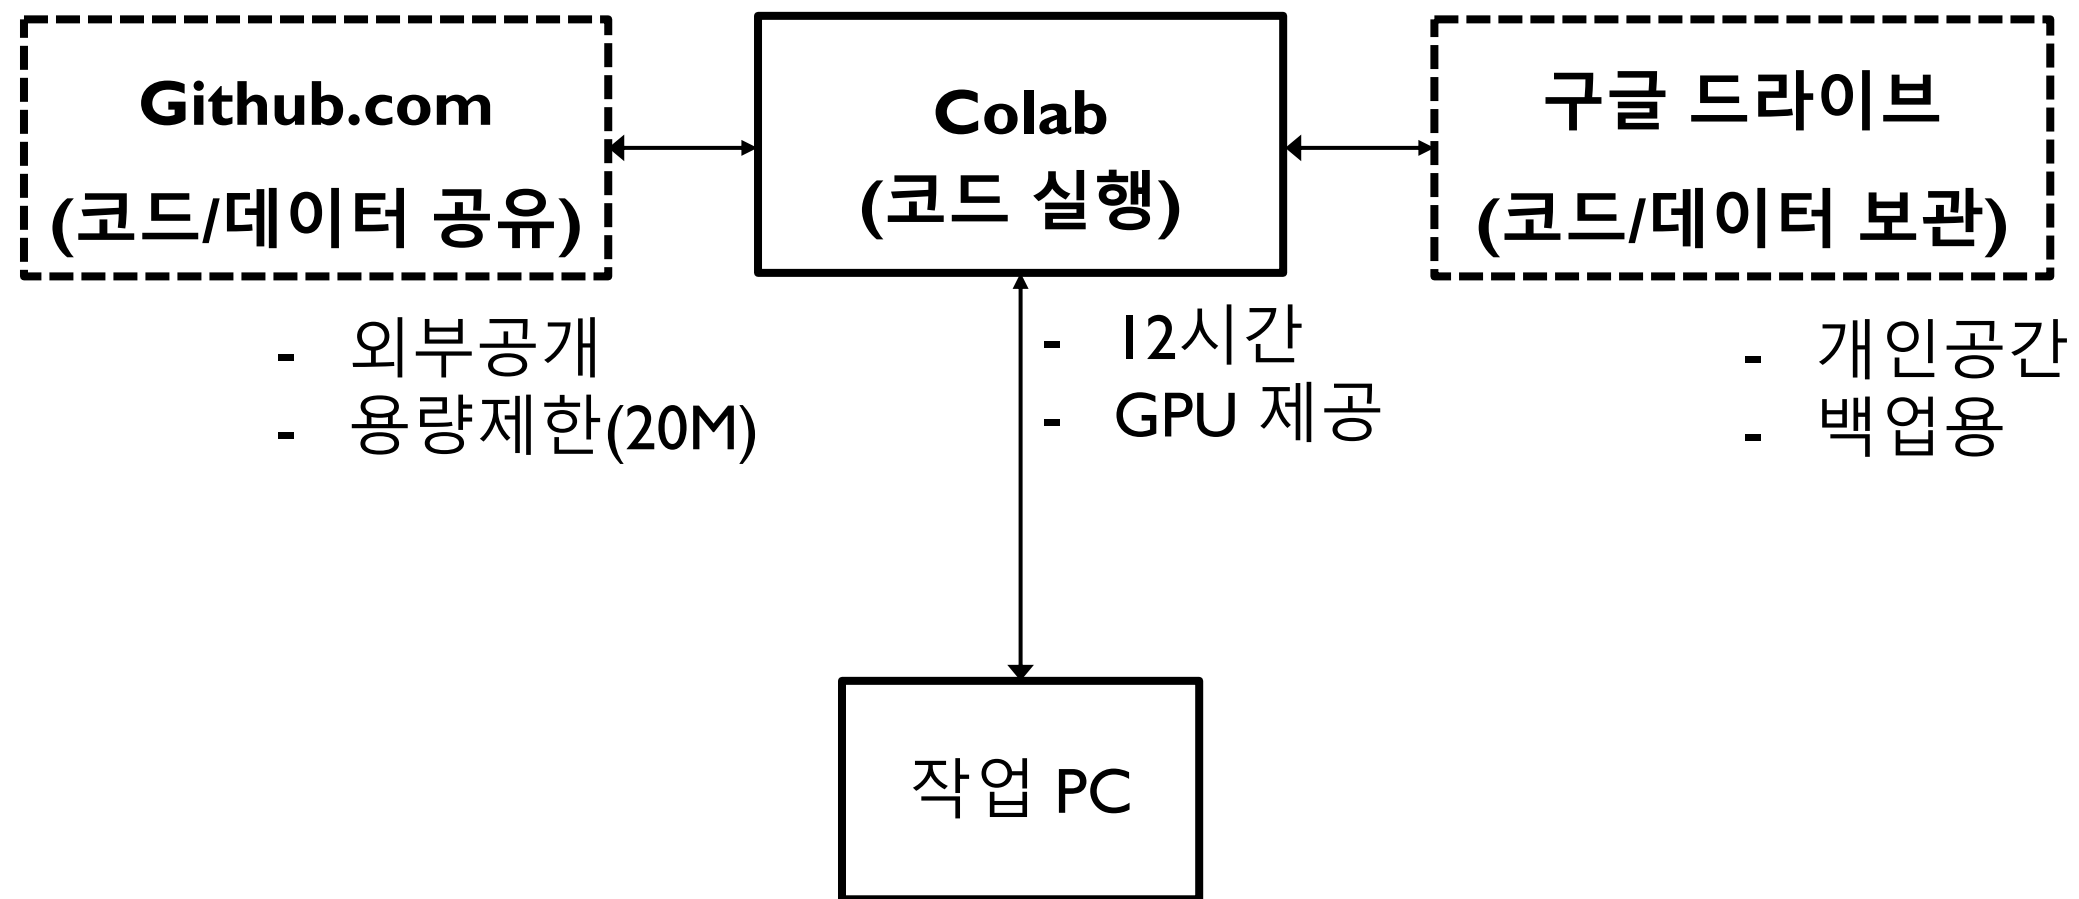 Github.com
(코드/데이터 공유)
- 외부공개
- 용량제한(20M)
Colab
(코드 실행)
- 12시간
- GPU 제공
구글 드라이브
(코드/데이터 보관)
- 개인공간
- 백업용
작업 PC